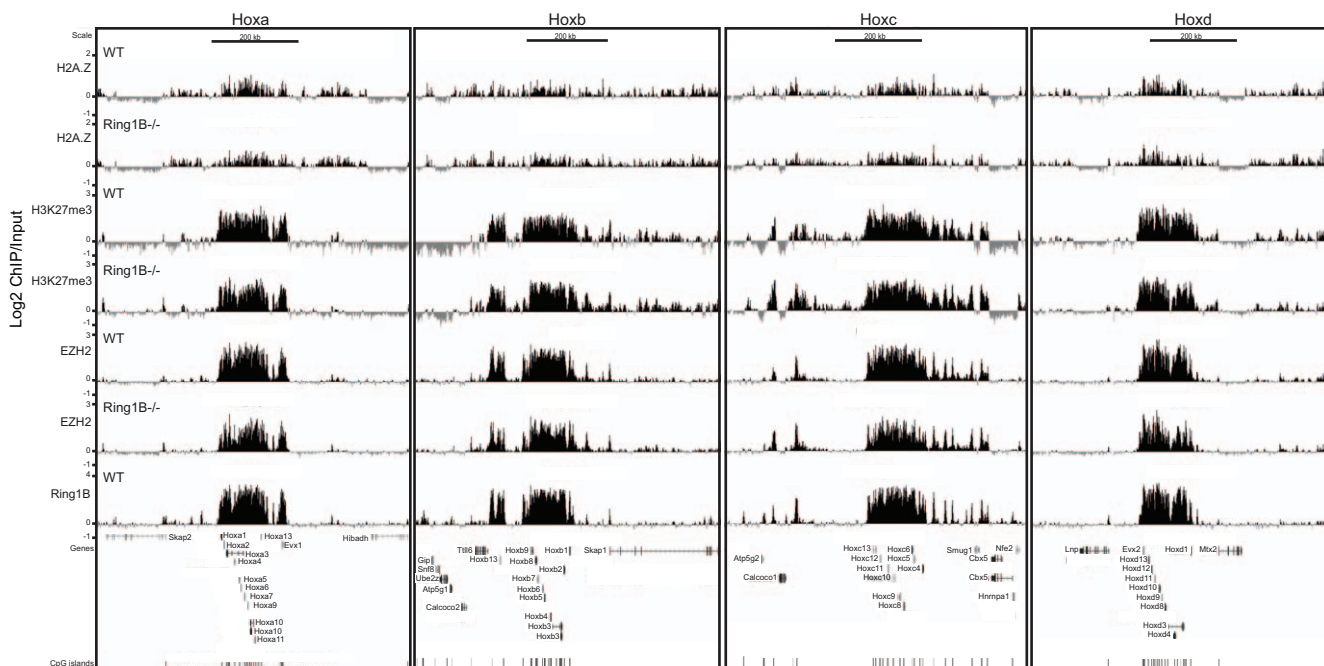 Hoxa Hoxb Hoxc Hoxd
Scale 200 kb 200 kb 200 kb 200 kb
WT
2
H2A.Z
0
-1
Ring1B-/-
2
H2A.Z
0
-1
WT
3
H3K27me3
0
-1
Ring1B-/-
3
H3K27me3
0
-1
WT
3
EZH2
0
-1
Ring1B-/-
3
EZH2
0
-1
WT
4
Ring1B
0
-1
Log2 ChIP/Input
Genes
Skap2 Hoxa1 Hoxa13 Hibadh
Hoxa2 Evx1
Hoxa3
Hoxa4
Hoxa5
Hoxa6
Hoxa7
Hoxa9
Hoxa10
Hoxa10
Hoxa11
Ttll6 Hoxb9 Hoxb1 Skap1
Gip Hoxb13 Hoxb8
Snf8 Hoxb2
Ube2z Hoxb7
Atp5g1 Hoxb6
Hoxb5
Calcoco2
Hoxb4
Hoxb3
Hoxb3
Hoxc13 Hoxc6 Smug1 Nfe2
Atp5g2 Hoxc12 Hoxc5 Cbx5
Hoxc11 Hoxc4
Calcoco1 Hoxc10 Cbx5
Hoxc9 Hnrnpa1
Hoxc8
Lnp Evx2 Hoxd1 Mtx2
Hoxd13
Hoxd12
Hoxd11
Hoxd10
Hoxd9
Hoxd8
Hoxd3
Hoxd4
CpG islands